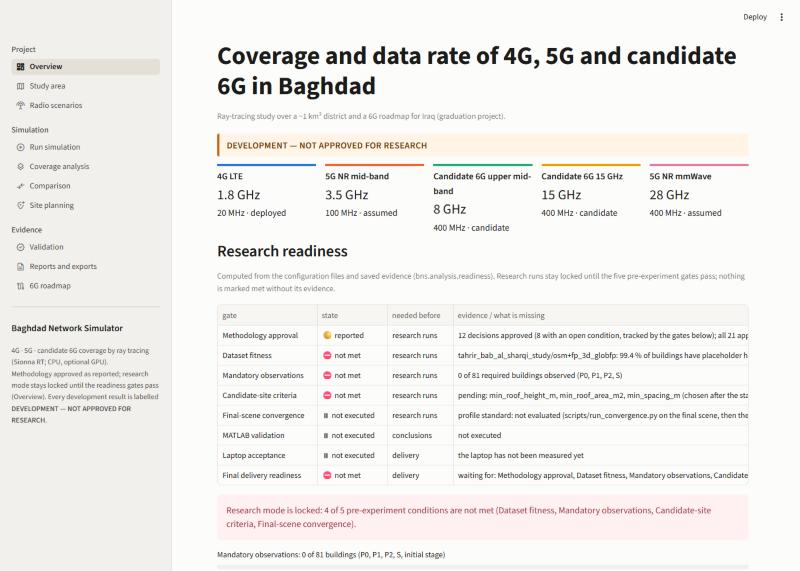 Deploy
Project
Overview
Study area
Radio scenarios
Simulation
Run simulation
Coverage analysis
Comparison
Site planning
Evidence
Validation
Reports and exports
6G roadmap
Baghdad Network Simulator
4G · 5G · candidate 6G coverage by ray tracing
(Sionna RT; CPU, optional GPU).
Methodology approved as reported; research
mode stays locked until the readiness gates pass
(Overview). Every development result is labelled
DEVELOPMENT — NOT APPROVED FOR
RESEARCH.
Coverage and data rate of 4G, 5G and candidate
6G in Baghdad
Ray-tracing study over a ~1 km² district and a 6G roadmap for Iraq (graduation project).
DEVELOPMENT — NOT APPROVED FOR RESEARCH
4G LTE
1.8 GHz
20 MHz · deployed
5G NR mid-band
3.5 GHz
100 MHz · assumed
Candidate 6G upper mid-
band
8 GHz
400 MHz · candidate
Candidate 6G 15 GHz
15 GHz
400 MHz · candidate
5G NR mmWave
28 GHz
400 MHz · assumed
Research readiness
Computed from the configuration files and saved evidence (bns.analysis.readiness). Research runs stay locked until the five pre-experiment gates pass; nothing
is marked met without its evidence.
gate state needed before evidence / what is missing
Methodology approval reported research runs 12 decisions approved (8 with an open condition, tracked by the gates below); all 21 app
Dataset fitness not met research runs tahrir_bab_al_sharqi_study/osm+fp_3d_globfp: 99.4 % of buildings have placeholder h
Mandatory observations not met research runs 0 of 81 required buildings observed (P0, P1, P2, S)
Candidate-site criteria not met research runs pending: min_roof_height_m, min_roof_area_m2, min_spacing_m (chosen after the sta
Final-scene convergence not executed research runs profile standard: not evaluated (scripts/run_convergence.py on the final scene, then the
MATLAB validation not executed conclusions not executed
Laptop acceptance not executed delivery the laptop has not been measured yet
Final delivery readiness not met delivery waiting for: Methodology approval, Dataset fitness, Mandatory observations, Candidate
Research mode is locked: 4 of 5 pre-experiment conditions are not met (Dataset fitness, Mandatory observations, Candidate-site
criteria, Final-scene convergence).
Mandatory observations: 0 of 81 buildings (P0, P1, P2, S, initial stage)